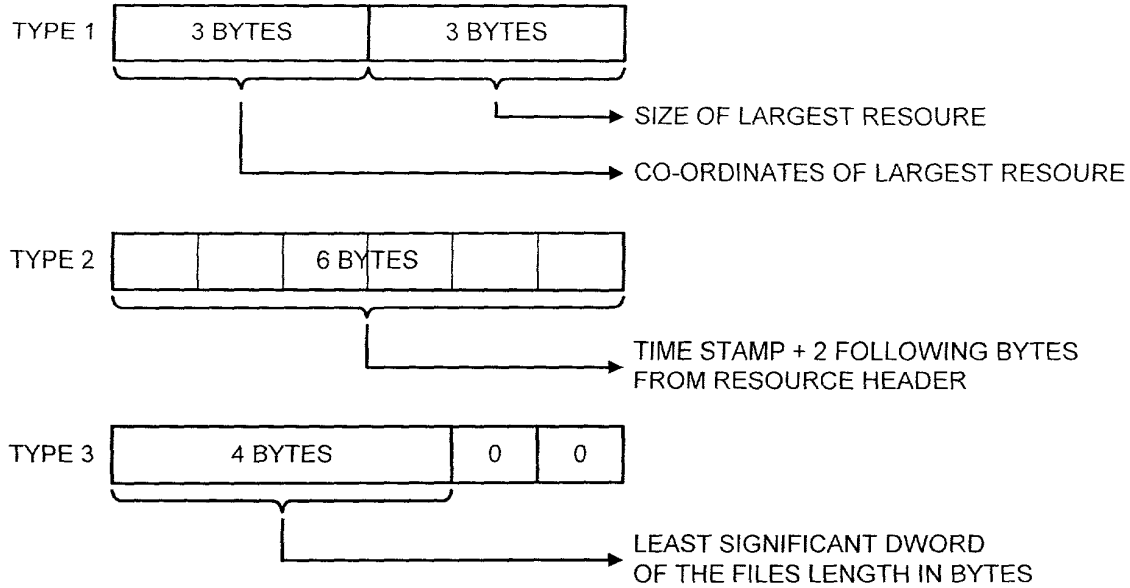 TYPE 1 3 BYTES 3 BYTES
SIZE OF LARGEST RESOURE
CO-ORDINATES OF LARGEST RESOURE
TYPE 2 6 BYTES
TIME STAMP + 2 FOLLOWING BYTES
FROM RESOURCE HEADER
TYPE 3 4 BYTES 0 0
LEAST SIGNIFICANT DWORD
OF THE FILES LENGTH IN BYTES